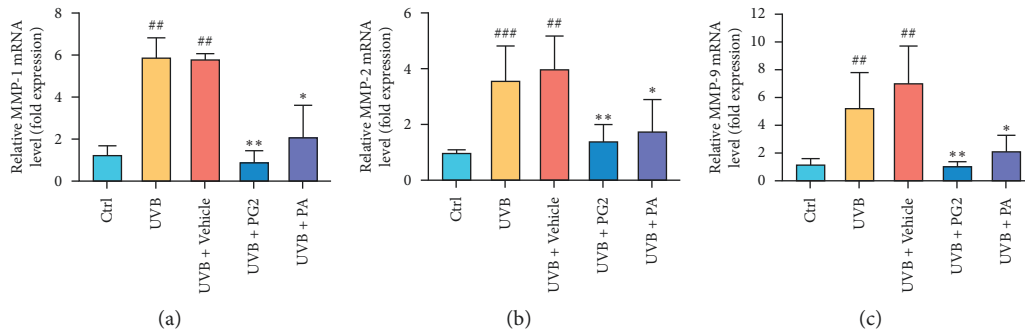 Relative MMP-1 mRNA
level (fold expression)
8
6
4
2
0
##
##
**
*
Ctrl
UVB
UVB + Vehicle
UVB + PG2
UVB + PA
(a)
Relative MMP-2 mRNA
level (fold expression)
6
4
2
0
###
##
**
*
Ctrl
UVB
UVB + Vehicle
UVB + PG2
UVB + PA
(b)
Relative MMP-9 mRNA
level (fold expression)
12
10
8
6
4
2
0
##
##
**
*
Ctrl
UVB
UVB + Vehicle
UVB + PG2
UVB + PA
(c)